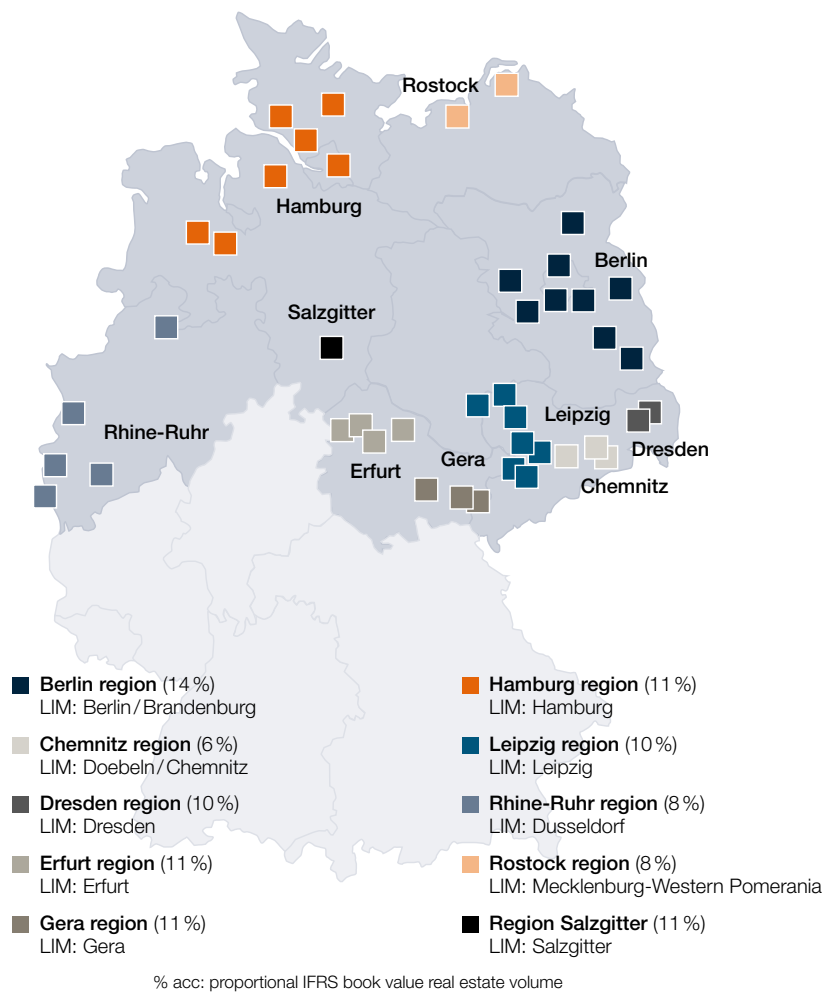 Rostock
Hamburg
Berlin
Salzgitter
Rhine-Ruhr
Leipzig
Dresden
Erfurt
Gera
Chemnitz
Berlin region (14 %)
LIM: Berlin/Brandenburg
Chemnitz region (6 %)
LIM: Doebeln/Chemnitz
Dresden region (10 %)
LIM: Dresden
Erfurt region (11 %)
LIM: Erfurt
Gera region (11 %)
LIM: Gera
Hamburg region (11 %)
LIM: Hamburg
Leipzig region (10 %)
LIM: Leipzig
Rhine-Ruhr region (8 %)
LIM: Dusseldorf
Rostock region (8 %)
LIM: Mecklenburg-Western Pomerania
Region Salzgitter (11 %)
LIM: Salzgitter
% acc: proportional IFRS book value real estate volume